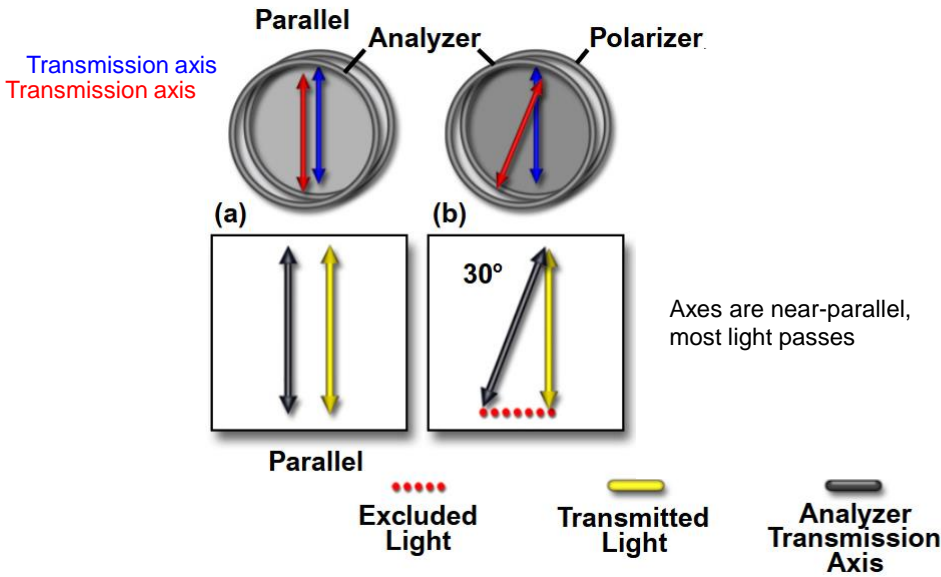 Parallel
Analyzer
Polarizer
Transmission axis
Transmission axis
(a)
(b)
30º
Axes are near-parallel,
most light passes
Parallel
Excluded
Light
Transmitted
Light
Analyzer
Transmission
Axis